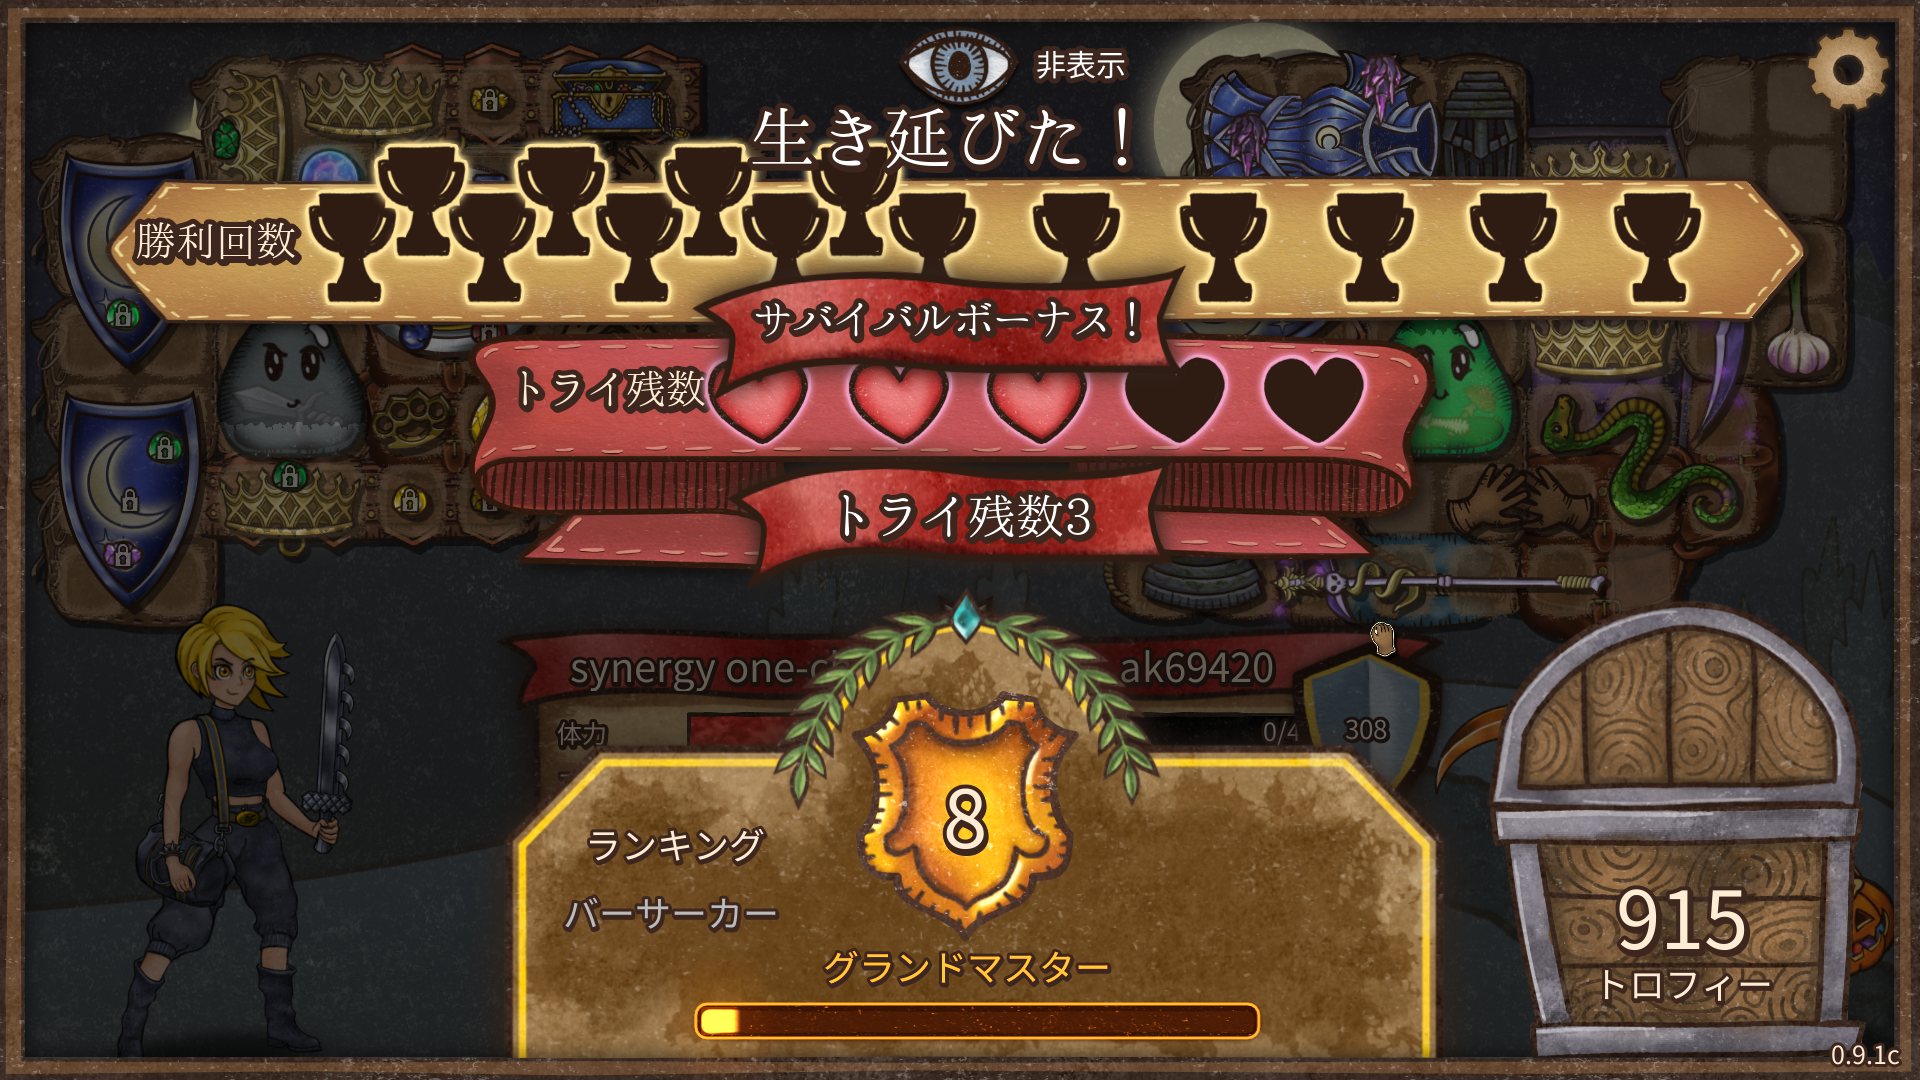 非表示
生き延びた！
勝利回数
サバイバルボーナス！
トライ残数
トライ残数3
synergy one-c
ak69420
体力
0/4
308
8
ランキング
バーサーカー
グランドマスター
915
トロフィー
0.9.1c